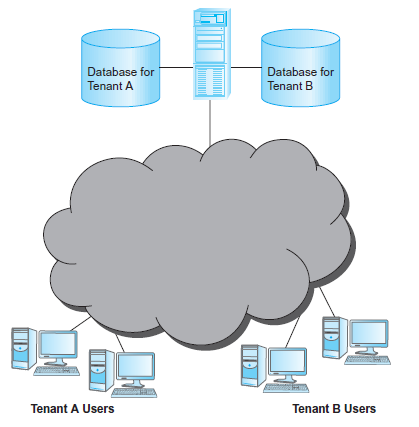 Database for
Tenant A
Database for
Tenant B
Tenant A Users
Tenant B Users